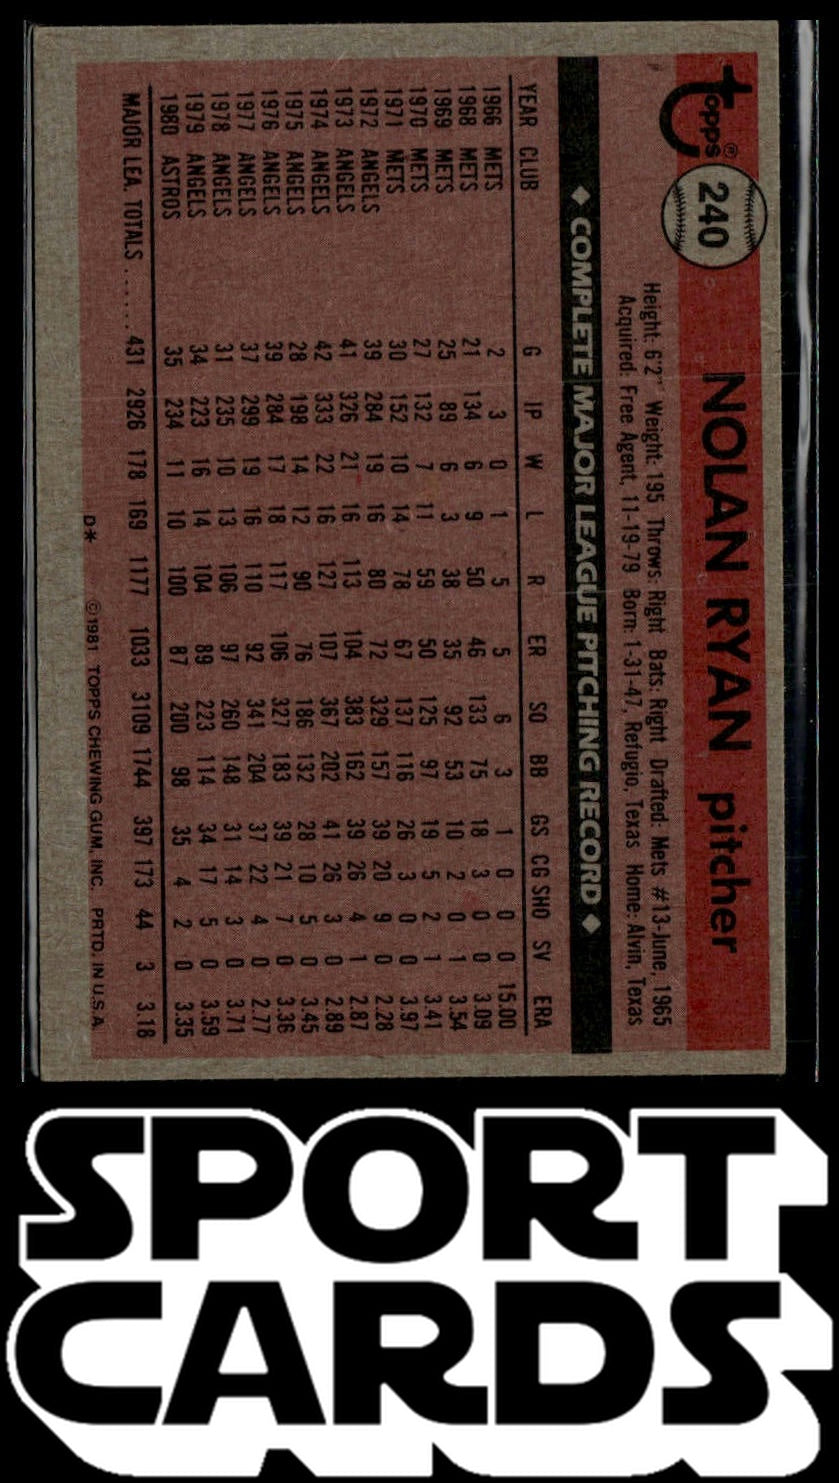 Topps® 240 NOLAN RYAN pitcher
Height: 6'2" Weight: 195 Throws: Right Bats: Right Drafted: Mets #13-June, 1965
Acquired: Free Agent, 11-19-79 Born: 1-31-47, Refugio, Texas Home: Alvin, Texas
◆ COMPLETE MAJOR LEAGUE PITCHING RECORD ◆
YEAR CLUB G IP W L R ER SO BB GS CG SHO SV ERA
1966 METS 2 3 0 1 5 5 6 3 1 0 0 0 15.00
1968 METS 21 134 6 9 50 46 133 75 18 3 0 0 3.09
1969 METS 25 89 6 3 38 35 92 53 10 2 0 1 3.54
1970 METS 27 132 7 11 59 50 125 97 19 5 2 1 3.41
1971 METS 30 152 10 14 78 67 137 116 26 3 0 0 3.97
1972 ANGELS 39 284 19 16 80 72 329 157 39 20 9 0 2.28
1973 ANGELS 41 326 21 16 113 104 383 162 39 26 4 1 2.87
1974 ANGELS 42 333 22 16 127 107 367 202 41 26 3 0 2.89
1975 ANGELS 28 198 14 12 90 76 186 132 28 10 5 0 3.45
1976 ANGELS 39 284 17 18 117 106 327 183 39 21 7 0 3.36
1977 ANGELS 37 299 19 16 110 92 341 204 37 22 4 0 2.77
1978 ANGELS 31 235 10 13 106 97 260 148 31 14 3 0 3.71
1979 ANGELS 34 223 16 14 104 89 223 114 34 17 5 0 3.59
1980 ASTROS 35 234 11 10 100 87 200 98 35 4 2 0 3.35
MAJOR LEA. TOTALS ...... 431 2926 178 169 1177 1033 3109 1744 397 173 44 3 3.18
D* ©1981 TOPPS CHEWING GUM, INC. PRTD. IN U.S.A.
SPORT
CARDS